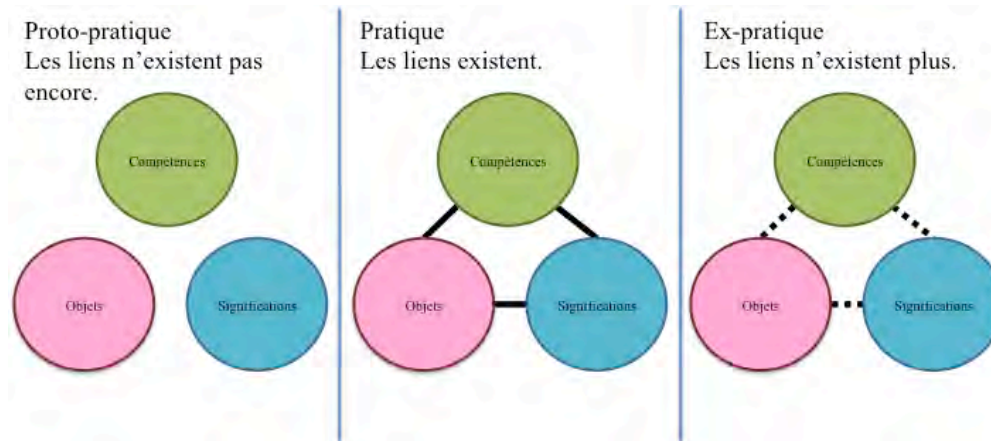 Proto-pratique
Les liens n'existent pas
encore.
Compétences
Objets
Significations
Pratique
Les liens existent.
Compétences
Objets
Significations
Ex-pratique
Les liens n'existent plus.
Compétences
Objets
Significations